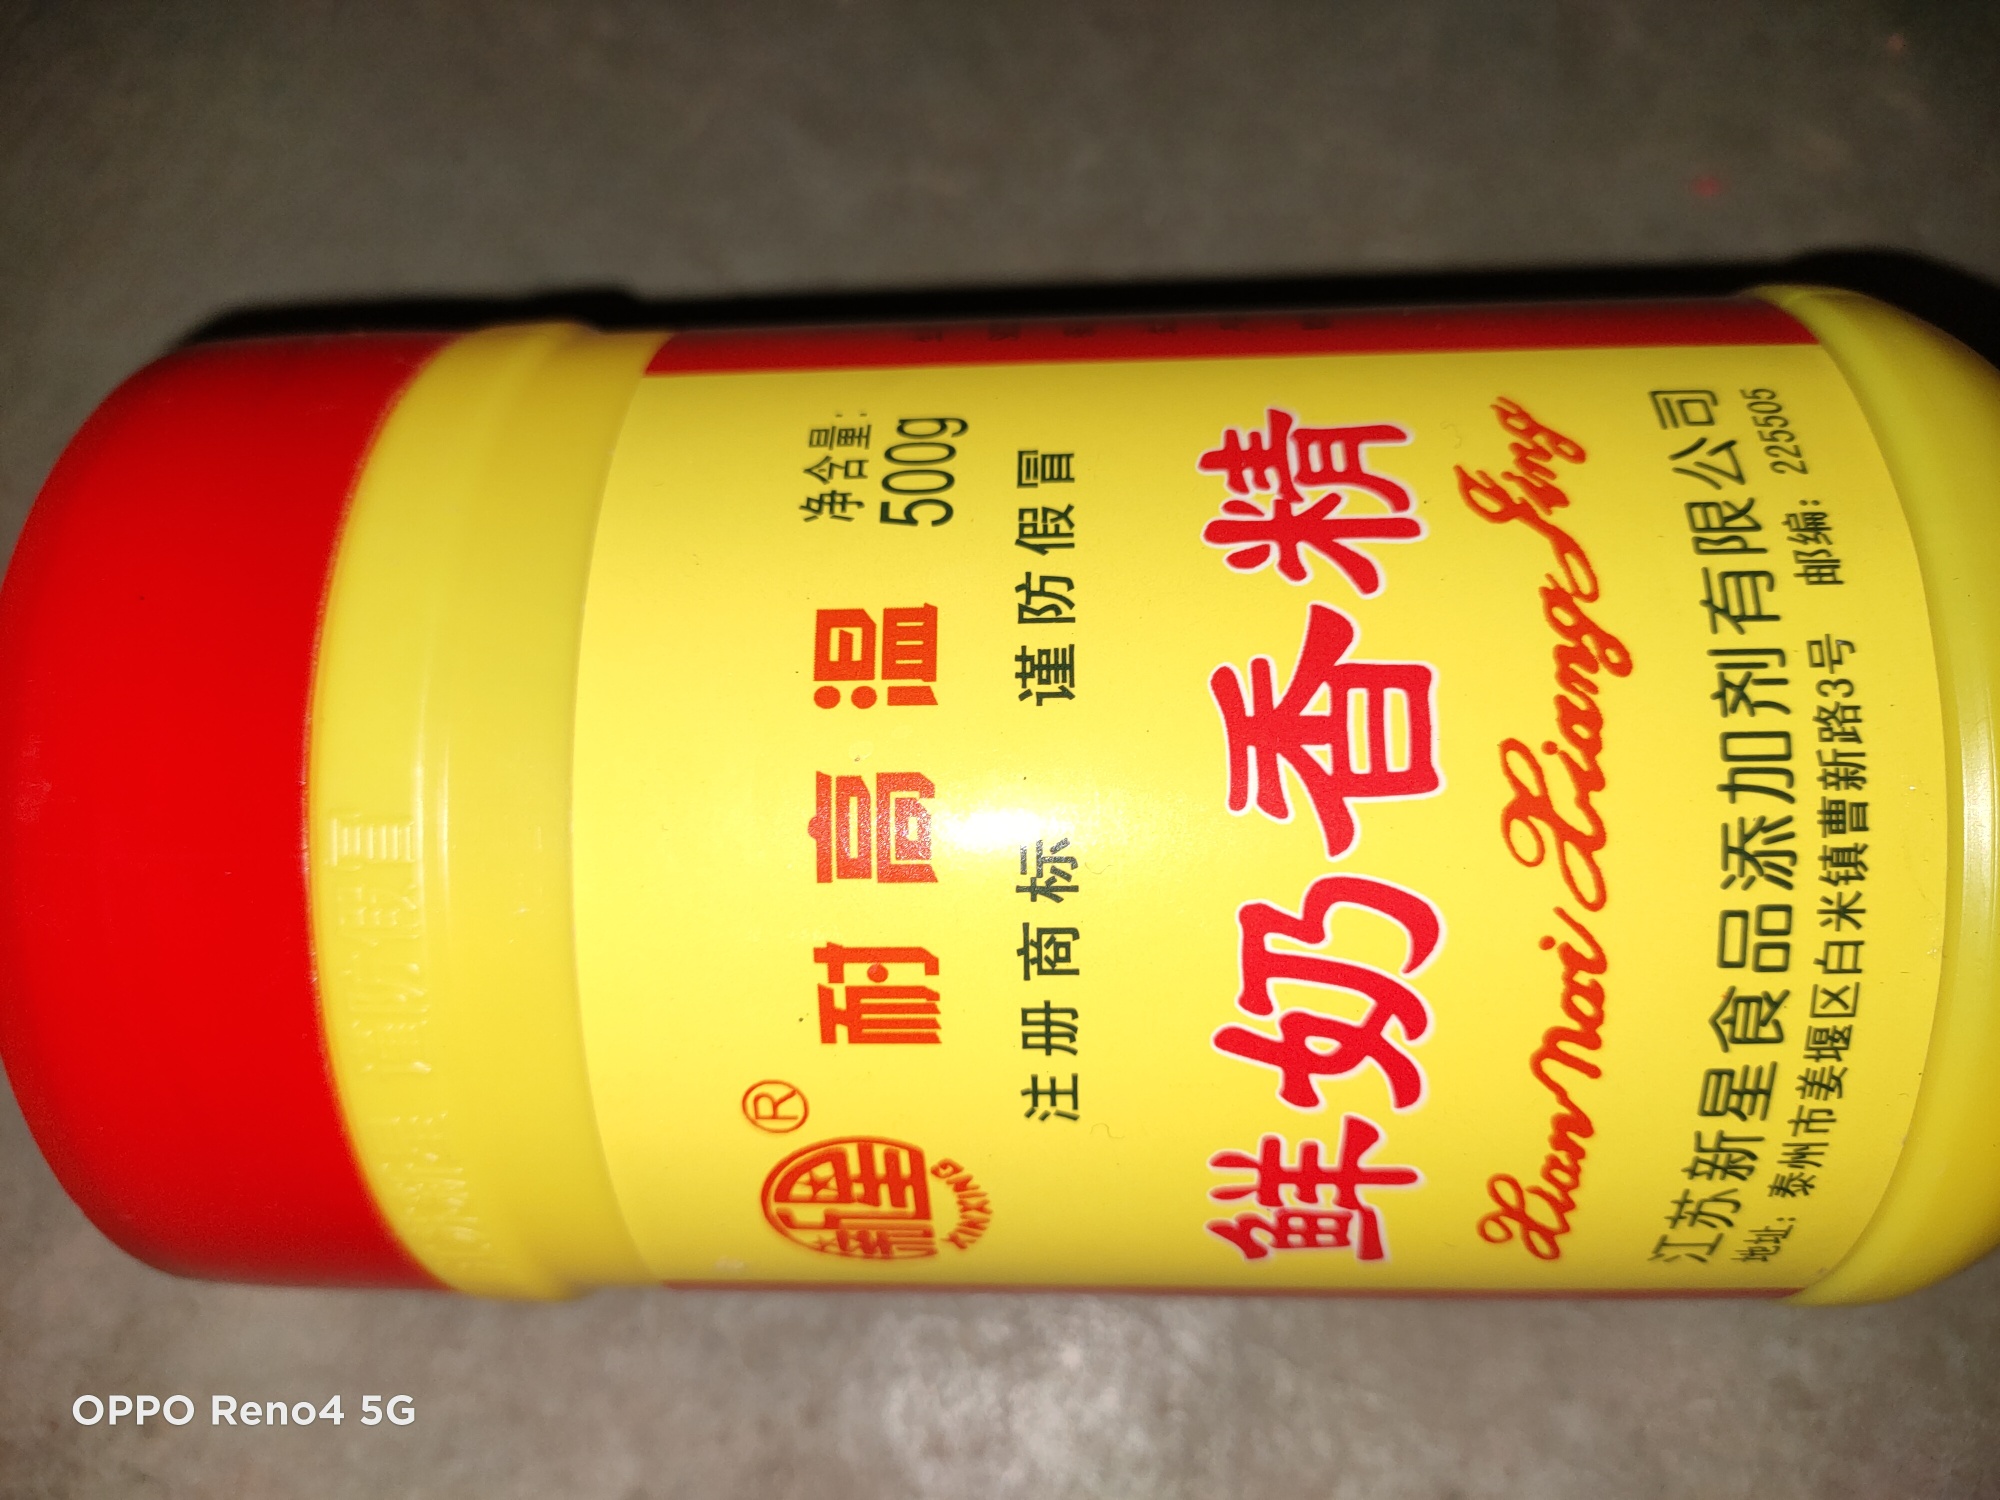 新星
XINXING
®
耐高温
净含量:
500g
注册商标 谨防假冒
鲜奶香精
Xian Nai Xiang Jing
江苏新星食品添加剂有限公司
地址：泰州市姜堰区白米镇曹新路3号 邮编：225505
OPPO Reno4 5G